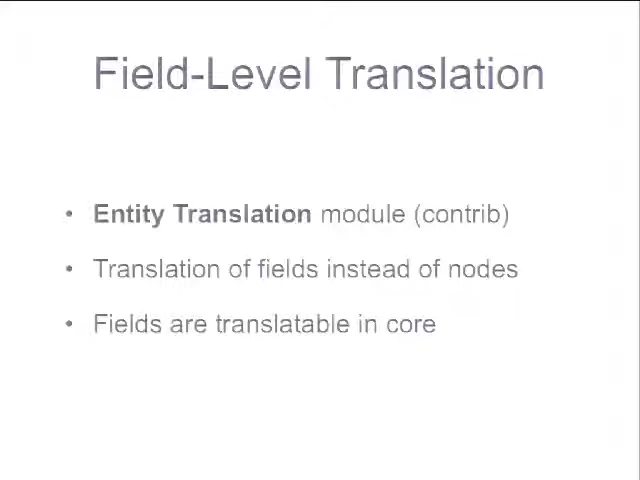 Field-Level Translation
• Entity Translation module (contrib)
• Translation of fields instead of nodes
• Fields are translatable in core